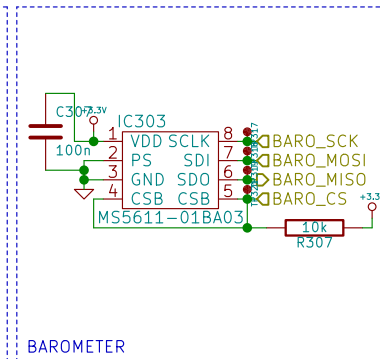 IC303
C307
+3.3V
100n
1 VDD SCLK 8
2 PS SDI 7
3 GND SDO 6
4 CSB CSB 5
MS5611-01BA03
BARO_SCK
BARO_MOSI
BARO_MISO
BARO_CS
+3.3
10k
R307
BAROMETER